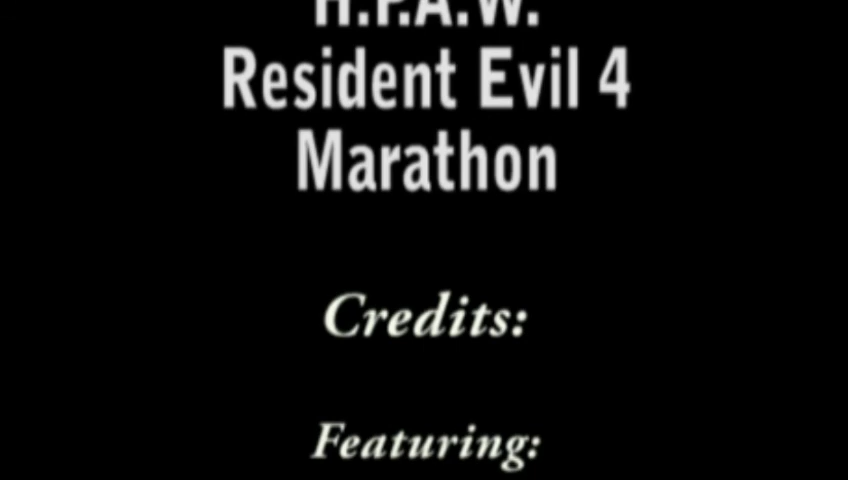 H.P.A.W.
Resident Evil 4
Marathon
Credits:
Featuring: